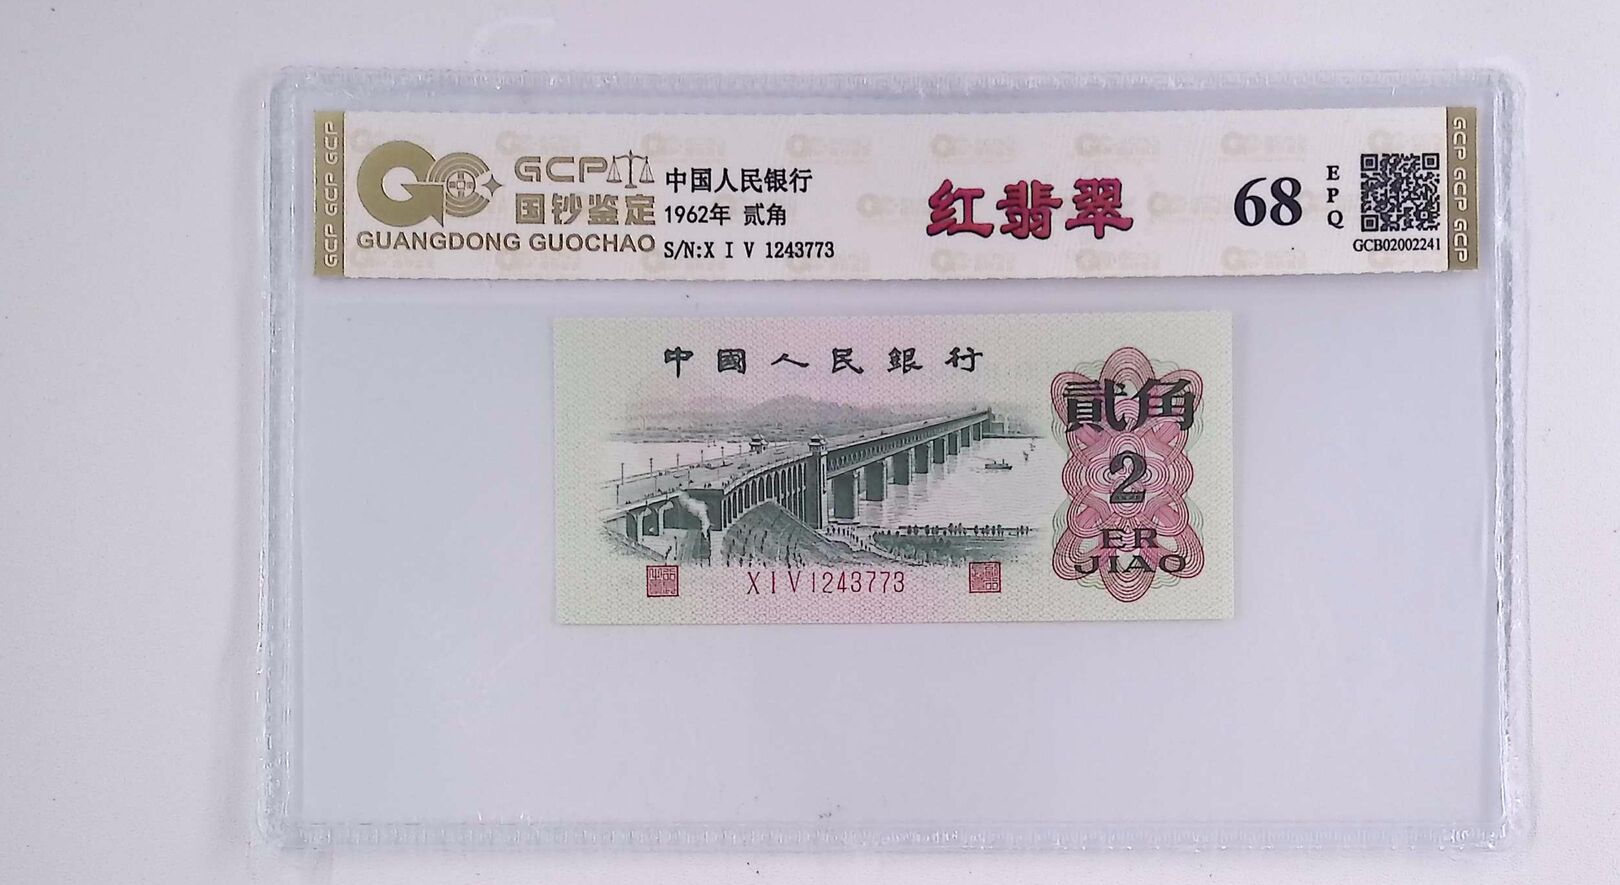 GCP GCP GCP
GCP
国钞鉴定
GUANGDONG GUOCHAO
中国人民银行
1962年 贰角
S/N:X I V 1243773
红翡翠
68
EPQ
GCB02002241
GCP GCP GCP
中國人民銀行
貳角
2
ER
JIAO
X I V 1243773